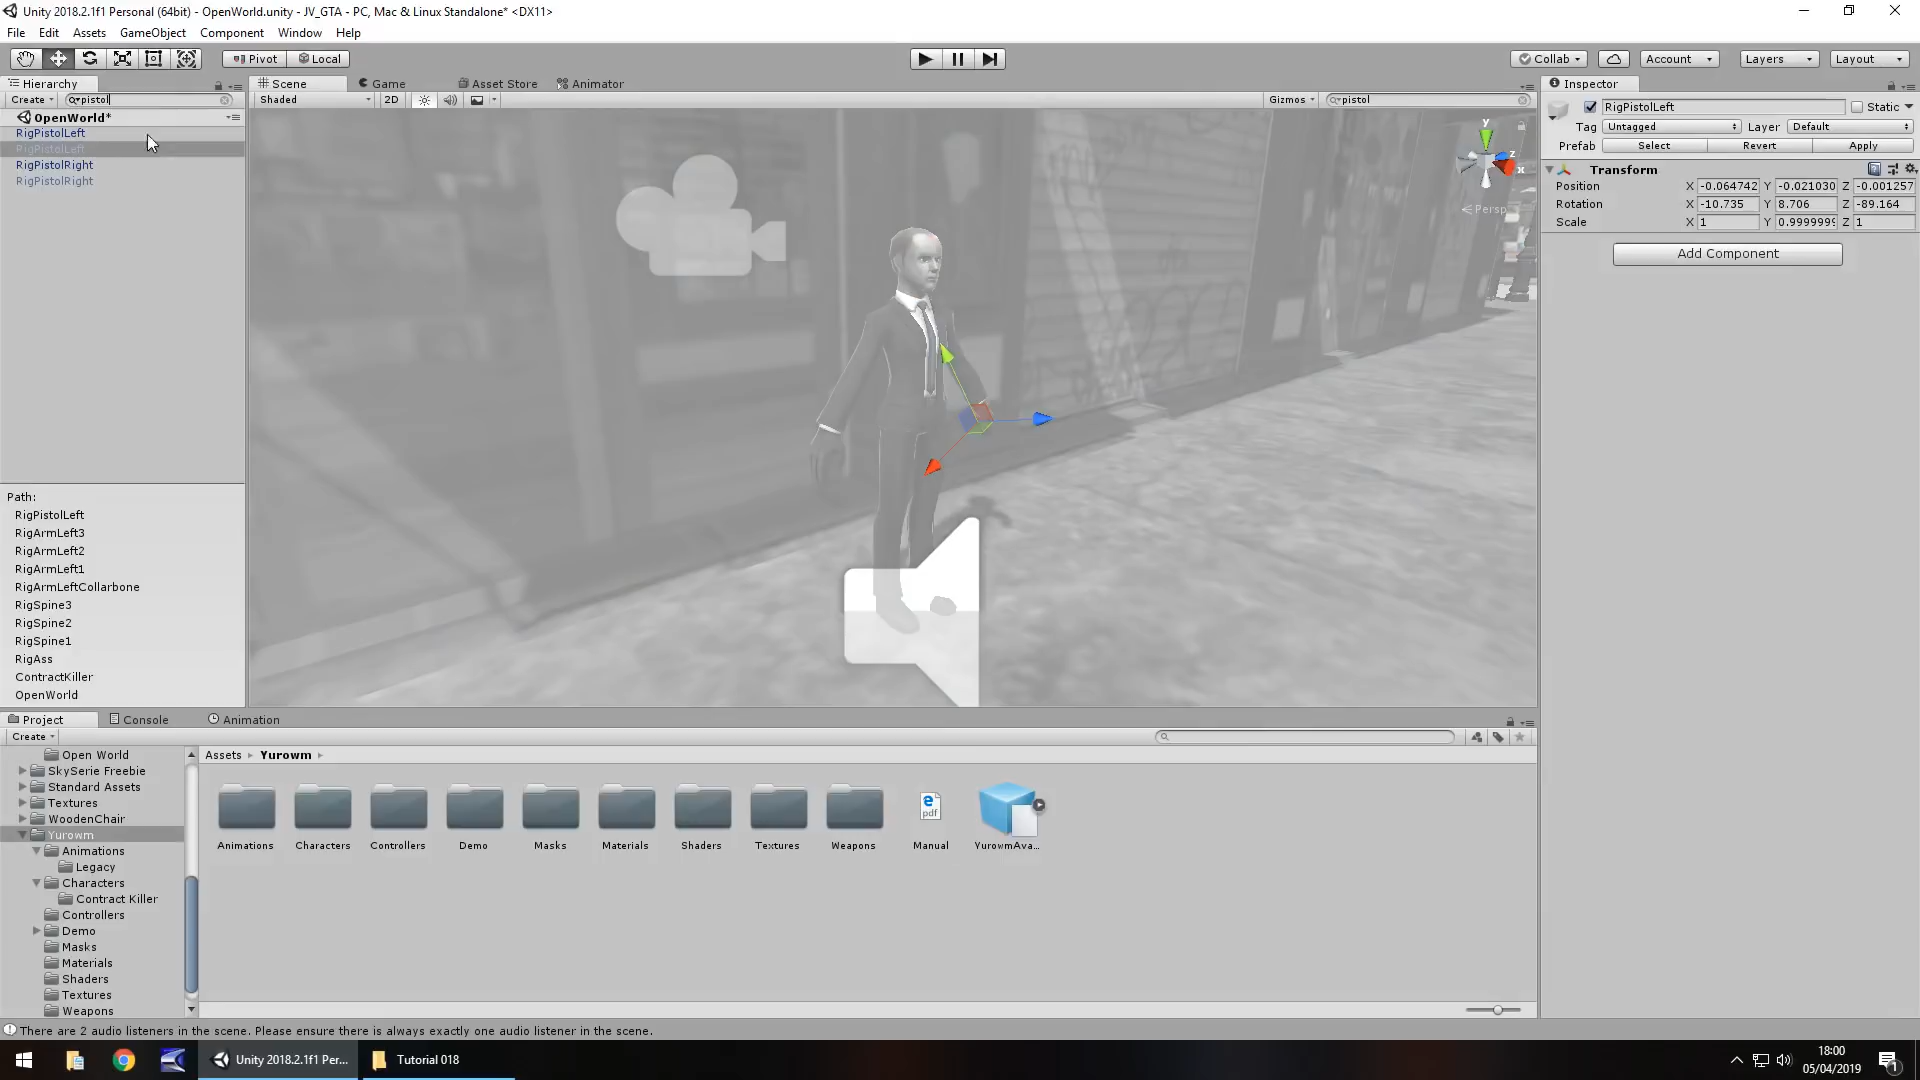 Unity 2018.2.1f1 Personal (64bit) - OpenWorld.unity - JV_GTA - PC, Mac & Linux Standalone* <DX11>
File Edit Assets GameObject Component Window Help
Pivot Local Collab Account Layers Layout
Hierarchy Scene Game Asset Store Animator Inspector
Create pistol Shaded 2D Gizmos pistol
OpenWorld*
RigPistolLeft
RigPistolLeft
RigPistolRight
RigPistolRight
y
z
x
Persp
RigPistolLeft Static
Tag Untagged Layer Default
Prefab Select Revert Apply
Transform
Position X -0.064742 Y -0.021030 Z -0.001257
Rotation X -10.735 Y 8.706 Z -89.164
Scale X 1 Y 0.9999999 Z 1
Add Component
Path:
RigPistolLeft
RigArmLeft3
RigArmLeft2
RigArmLeft1
RigArmLeftCollarbone
RigSpine3
RigSpine2
RigSpine1
RigAss
ContractKiller
OpenWorld
Project Console Animation
Create
Open World
SkySerie Freebie
Standard Assets
Textures
WoodenChair
Yurowm
Animations
Legacy
Characters
Contract Killer
Controllers
Demo
Masks
Materials
Shaders
Textures
Weapons
Assets Yurowm
pdf
Animations Characters Controllers Demo Masks Materials Shaders Textures Weapons Manual YurowmAva...
There are 2 audio listeners in the scene. Please ensure there is always exactly one audio listener in the scene.
Unity 2018.2.1f1 Per... Tutorial 018
18:00
05/04/2019
1